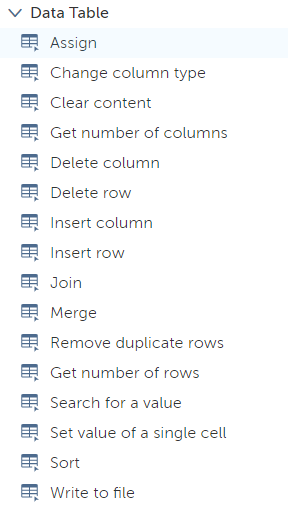 Data Table
Assign
Change column type
Clear content
Get number of columns
Delete column
Delete row
Insert column
Insert row
Join
Merge
Remove duplicate rows
Get number of rows
Search for a value
Set value of a single cell
Sort
Write to file